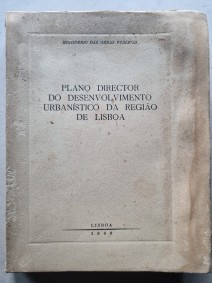 MINISTÉRIO DAS OBRAS PÚBLICAS
PLANO DIRECTOR
DO DESENVOLVIMENTO
URBANÍSTICO DA REGIÃO
DE LISBOA
LISBOA